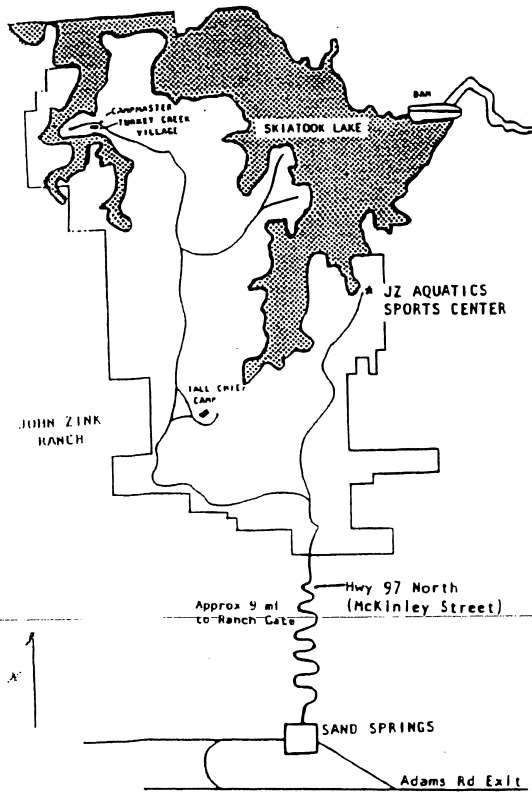 DAM
CAMPMASTER
TURKEY CREEK
VILLAGE
SKIATOOK LAKE
JZ AQUATICS
SPORTS CENTER
TALL CHIEF
CAMP
JOHN ZINK
RANCH
Hwy 97 North
(McKinley Street)
Approx 9 mi
to Ranch Gate
N
SAND SPRINGS
Adams Rd Exit